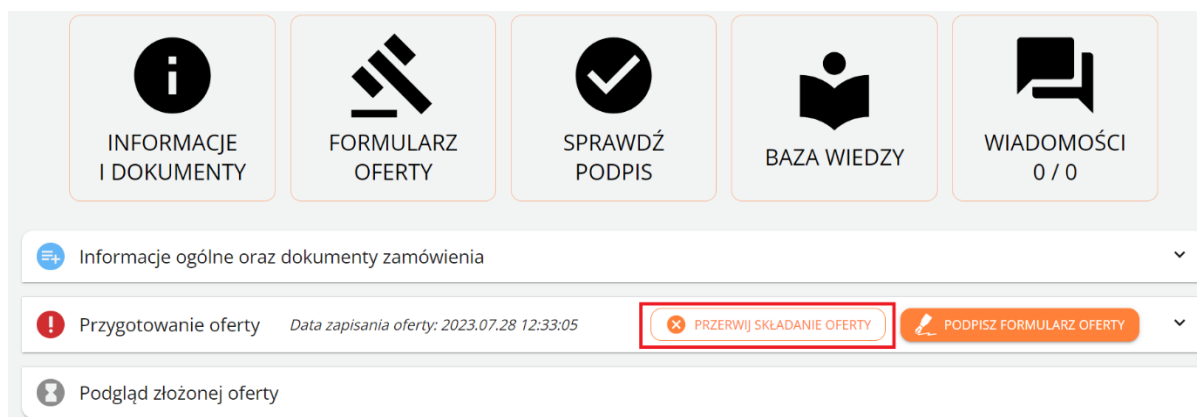 INFORMACJE
I DOKUMENTY
FORMULARZ
OFERTY
SPRAWDŹ
PODPIS
BAZA WIEDZY
WIADOMOŚCI
0 / 0
Informacje ogólne oraz dokumenty zamówienia
Przygotowanie oferty Data zapisania oferty: 2023.07.28 12:33:05 PRZERWIJ SKŁADANIE OFERTY PODPISZ FORMULARZ OFERTY
Podgląd złożonej oferty